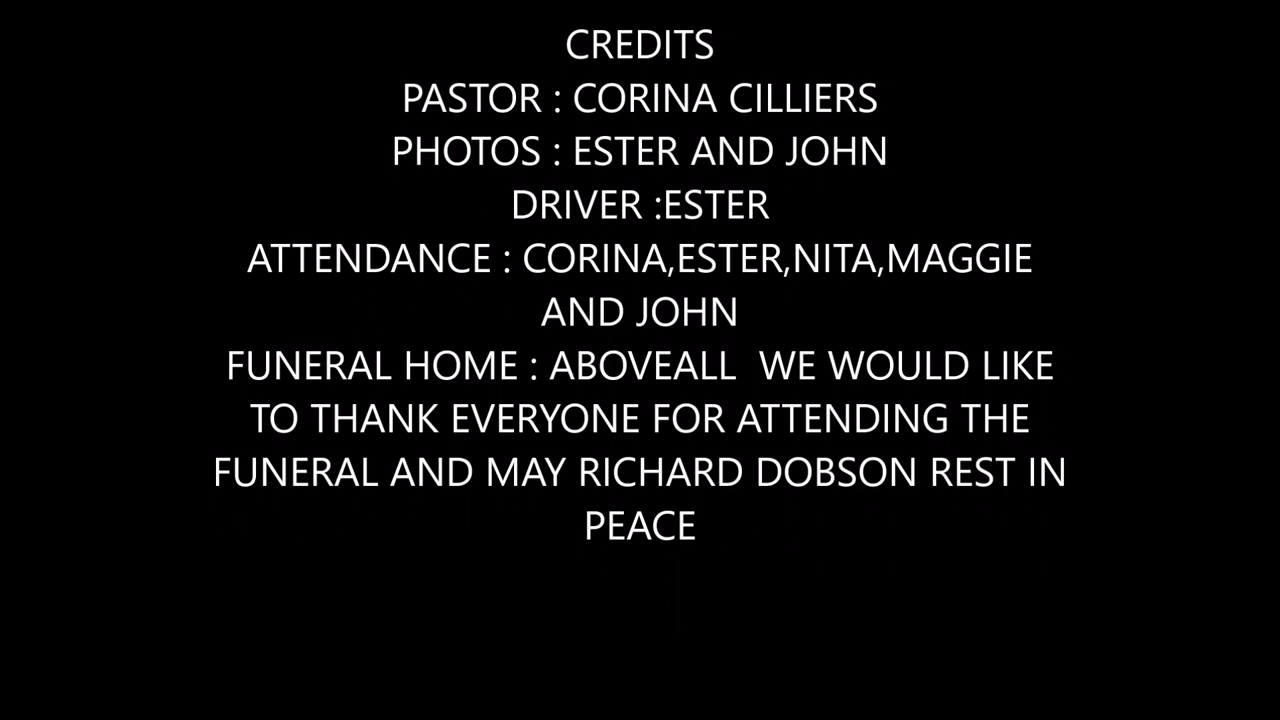 CREDITS
PASTOR : CORINA CILLIERS
PHOTOS : ESTER AND JOHN
DRIVER :ESTER
ATTENDANCE : CORINA,ESTER,NITA,MAGGIE
AND JOHN
FUNERAL HOME : ABOVEALL  WE WOULD LIKE
TO THANK EVERYONE FOR ATTENDING THE
FUNERAL AND MAY RICHARD DOBSON REST IN
PEACE